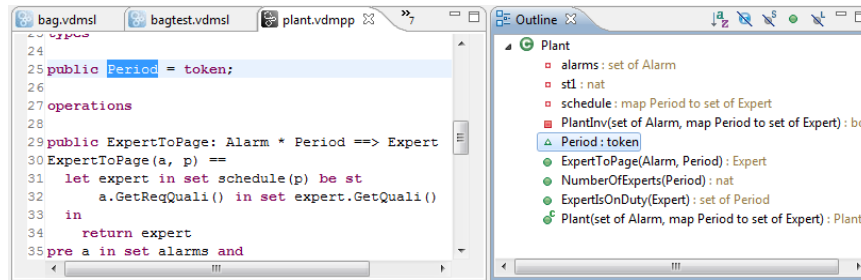 bag.vdmsl bagtest.vdmsl plant.vdmpp 7
23 types
24
25 public Period = token;
26
27 operations
28
29 public ExpertToPage: Alarm * Period ==> Expert
30 ExpertToPage(a, p) ==
31 let expert in set schedule(p) be st
32 a.GetReqQuali() in set expert.GetQuali()
33 in
34 return expert
35 pre a in set alarms and
Outline
Plant
alarms : set of Alarm
st1 : nat
schedule : map Period to set of Expert
PlantInv(set of Alarm, map Period to set of Expert) :
Period : token
ExpertToPage(Alarm, Period) : Expert
NumberOfExperts(Period) : nat
ExpertIsOnDuty(Expert) : set of Period
Plant(set of Alarm, map Period to set of Expert) : Plant